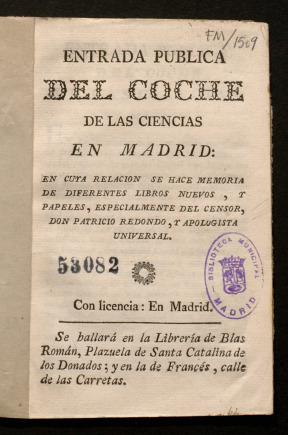 FM/1509
ENTRADA PUBLICA
DEL COCHE
DE LAS CIENCIAS
EN MADRID:
EN CUYA RELACION SE HACE MEMORIA
DE DIFERENTES LIBROS NUEVOS, Y
PAPELES, ESPECIALMENTE DEL CENSOR,
DON PATRICIO REDONDO, Y APOLOGISTA
UNIVERSAL.
53082
BIBLIOTECA MUNICIPAL
MADRID
Con licencia: En Madrid.
Se hallará en la Librería de Blas
Román, Plazuela de Santa Catalina de
los Donados; y en la de Francés, calle
de las Carretas.